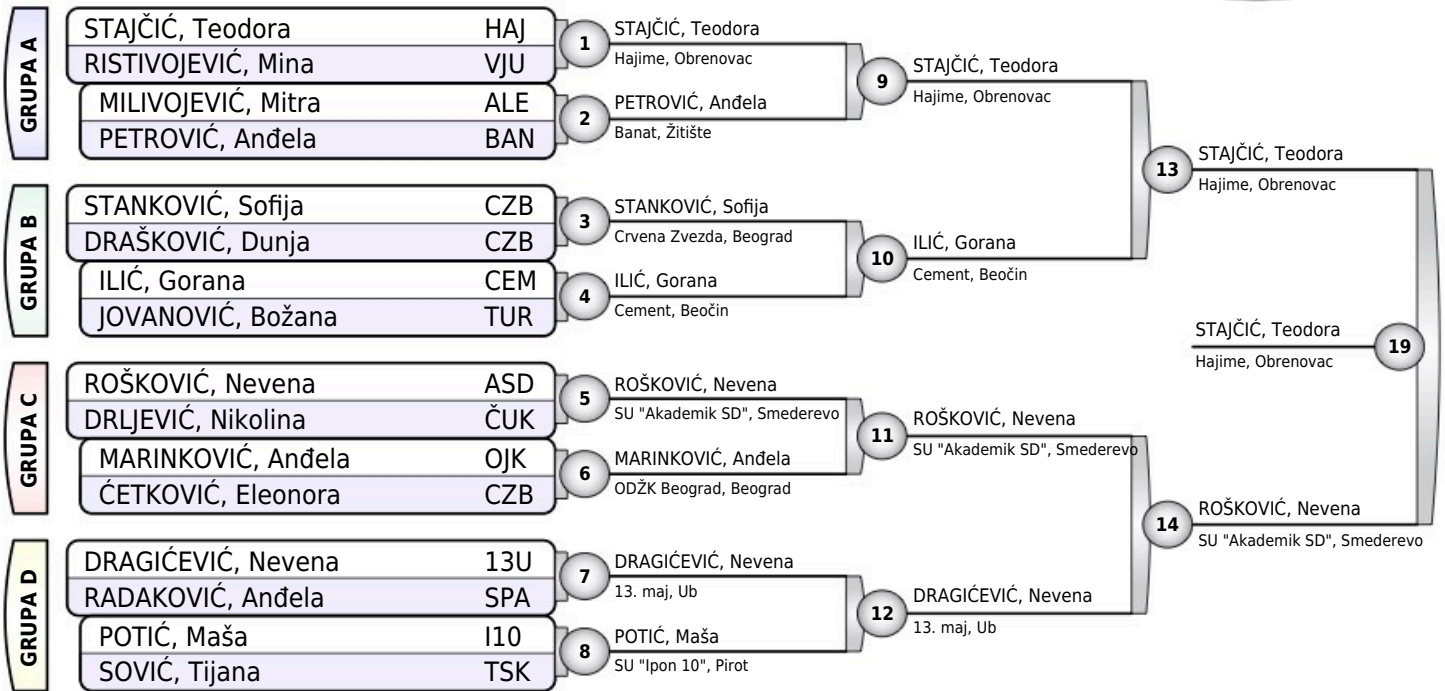 GRUPA A
STAJČIĆ, Teodora HAJ
RISTIVOJEVIĆ, Mina VJU
MILIVOJEVIĆ, Mitra ALE
PETROVIĆ, Anđela BAN
GRUPA B
STANKOVIĆ, Sofija CZB
DRAŠKOVIĆ, Dunja CZB
ILIĆ, Gorana CEM
JOVANOVIĆ, Božana TUR
GRUPA C
ROŠKOVIĆ, Nevena ASD
DRLJEVIĆ, Nikolina ČUK
MARINKOVIĆ, Anđela OJK
ĆETKOVIĆ, Eleonora CZB
GRUPA D
DRAGIĆEVIĆ, Nevena 13U
RADAKOVIĆ, Anđela SPA
POTIĆ, Maša I10
SOVIĆ, Tijana TSK
1
STAJČIĆ, Teodora
Hajime, Obrenovac
2
PETROVIĆ, Anđela
Banat, Žitište
3
STANKOVIĆ, Sofija
Crvena Zvezda, Beograd
4
ILIĆ, Gorana
Cement, Beočin
5
ROŠKOVIĆ, Nevena
SU "Akademik SD", Smederevo
6
MARINKOVIĆ, Anđela
ODŽK Beograd, Beograd
7
DRAGIĆEVIĆ, Nevena
13. maj, Ub
8
POTIĆ, Maša
SU "Ipon 10", Pirot
9
STAJČIĆ, Teodora
Hajime, Obrenovac
10
ILIĆ, Gorana
Cement, Beočin
11
ROŠKOVIĆ, Nevena
SU "Akademik SD", Smederevo
12
DRAGIĆEVIĆ, Nevena
13. maj, Ub
13
STAJČIĆ, Teodora
Hajime, Obrenovac
14
ROŠKOVIĆ, Nevena
SU "Akademik SD", Smederevo
STAJČIĆ, Teodora
Hajime, Obrenovac
19